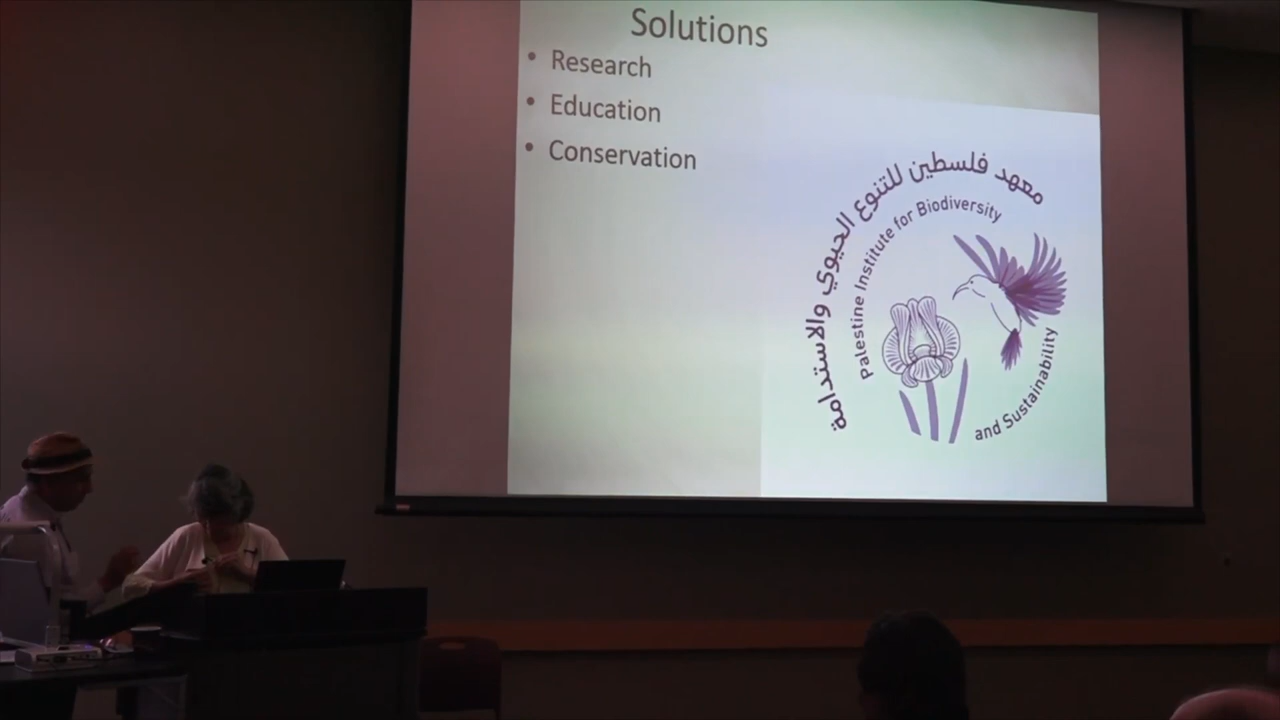 Solutions
• Research
• Education
• Conservation
معهد فلسطين للتنوع الحيوي والاستدامة
Palestine Institute for Biodiversity
and Sustainability